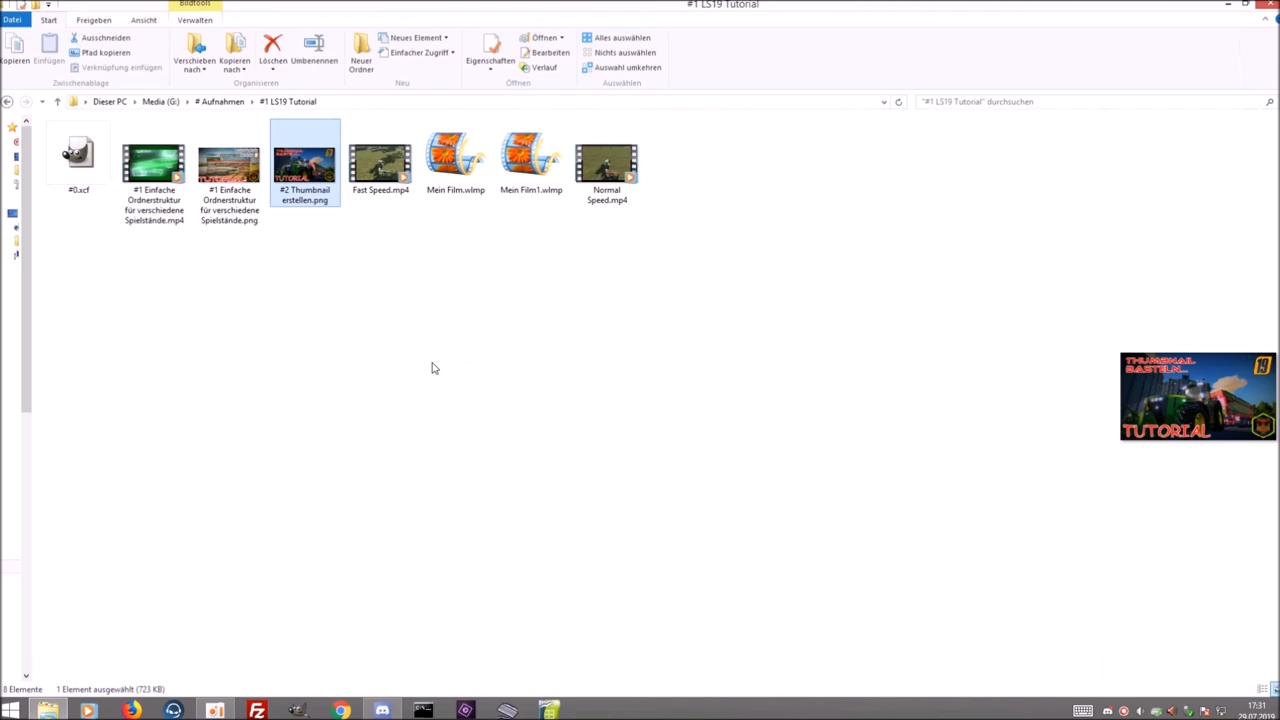 #1 LS19 Tutorial
Bildtools
Datei
Start
Freigeben
Ansicht
Verwalten
Kopieren
Einfügen
Ausschneiden
Pfad kopieren
Verknüpfung einfügen
Zwischenablage
Verschieben
nach
Kopieren
nach
Löschen
Umbenennen
Organisieren
Neuer
Ordner
Neues Element
Einfacher Zugriff
Neu
Eigenschaften
Öffnen
Bearbeiten
Verlauf
Öffnen
Alles auswählen
Nichts auswählen
Auswahl umkehren
Auswählen
Dieser PC
Media (G:)
# Aufnahmen
#1 LS19 Tutorial
"#1 LS19 Tutorial" durchsuchen
#0.xcf
#1 Einfache
Ordnerstruktur
für verschiedene
Spielstände.mp4
#1 Einfache
Ordnerstruktur
für verschiedene
Spielstände.png
#2 Thumbnail
erstellen.png
Fast Speed.mp4
Mein Film.wlmp
Mein Film1.wlmp
Normal
Speed.mp4
THUMBNAIL
BASTELN...
19
TUTORIAL
8 Elemente
1 Element ausgewählt (723 KB)
17:31
29.07.2019